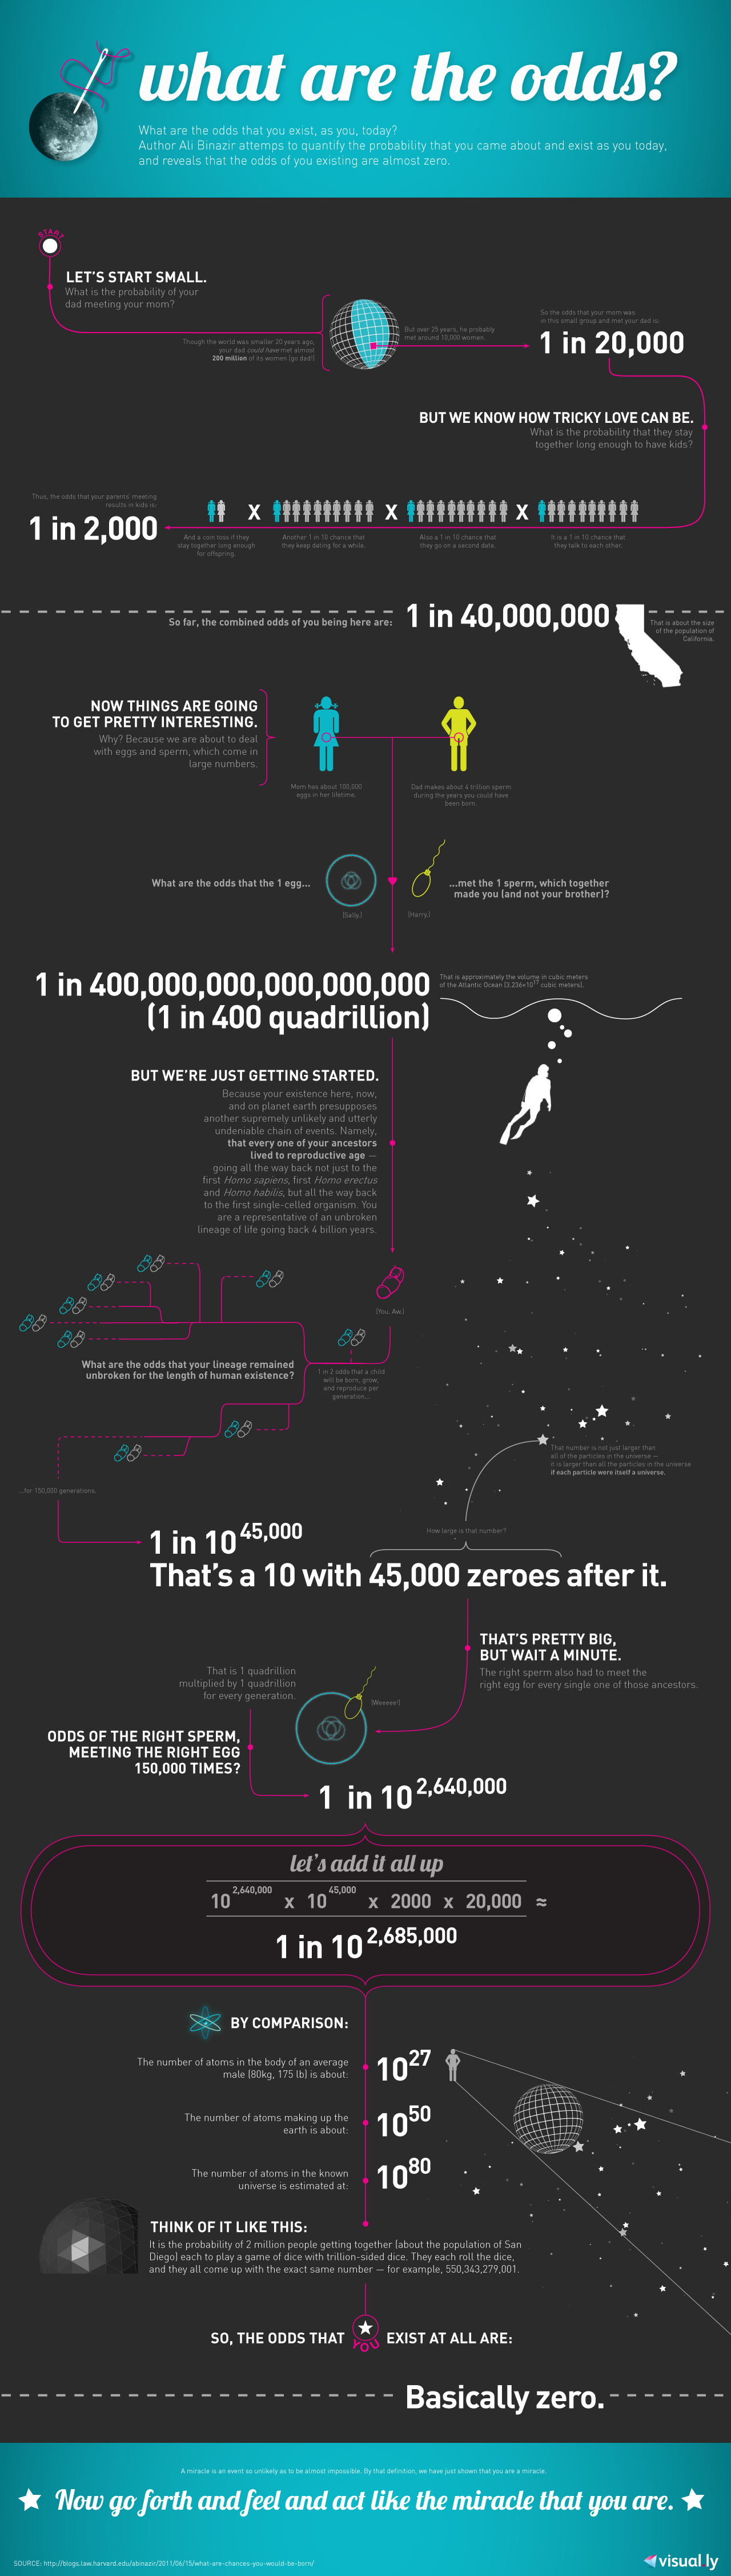 what are the odds?
What are the odds that you exist, as you, today?
Author Ali Binazir attemps to quantify the probability that you came about and exist as you today,
and reveals that the odds of you existing are almost zero.
START
LET'S START SMALL.
What is the probability of your
dad meeting your mom?
Though the world was smaller 20 years ago,
your dad could have met almost
200 million of its women (go dad!)
But over 25 years, he probably
met around 10,000 women.
So the odds that your mom was
in this small group and met your dad is:
1 in 20,000
BUT WE KNOW HOW TRICKY LOVE CAN BE.
What is the probability that they stay
together long enough to have kids?
Thus, the odds that your parents' meeting
results in kids is:
1 in 2,000
X
X
X
And a coin toss if they
stay together long enough
for offspring.
Another 1 in 10 chance that
they keep dating for a while.
Also a 1 in 10 chance that
they go on a second date.
It is a 1 in 10 chance that
they talk to each other.
So far, the combined odds of you being here are:
1 in 40,000,000
That is about the size
of the population of
California.
NOW THINGS ARE GOING
TO GET PRETTY INTERESTING.
Why? Because we are about to deal
with eggs and sperm, which come in
large numbers.
Mom has about 100,000
eggs in her lifetime.
Dad makes about 4 trillion sperm
during the years you could have
been born.
What are the odds that the 1 egg...
(Sally.)
(Harry.)
...met the 1 sperm, which together
made you (and not your brother)?
1 in 400,000,000,000,000,000
(1 in 400 quadrillion)
That is approximately the volume in cubic meters
of the Atlantic Ocean (3.236×10¹⁷ cubic meters).
BUT WE'RE JUST GETTING STARTED.
Because your existence here, now,
and on planet earth presupposes
another supremely unlikely and utterly
undeniable chain of events. Namely,
that every one of your ancestors
lived to reproductive age —
going all the way back not just to the
first Homo sapiens, first Homo erectus
and Homo habilis, but all the way back
to the first single-celled organism. You
are a representative of an unbroken
lineage of life going back 4 billion years.
(You. Aw.)
What are the odds that your lineage remained
unbroken for the length of human existence?
1 in 2 odds that a child
will be born, grow,
and reproduce per
generation...
...for 150,000 generations.
That number is not just larger than
all of the particles in the universe —
it is larger than all the particles in the universe
if each particle were itself a universe.
How large is that number?
1 in 10 45,000
That's a 10 with 45,000 zeroes after it.
THAT'S PRETTY BIG,
BUT WAIT A MINUTE.
The right sperm also had to meet the
right egg for every single one of those ancestors.
That is 1 quadrillion
multiplied by 1 quadrillion
for every generation.
(Weeeee!)
ODDS OF THE RIGHT SPERM,
MEETING THE RIGHT EGG
150,000 TIMES?
1 in 10 2,640,000
let's add it all up
10 2,640,000 x 10 45,000 x 2000 x 20,000 ≈
1 in 10 2,685,000
BY COMPARISON:
The number of atoms in the body of an average
male (80kg, 175 lb) is about:
10²⁷
The number of atoms making up the
earth is about:
10⁵⁰
The number of atoms in the known
universe is estimated at:
10⁸⁰
THINK OF IT LIKE THIS:
It is the probability of 2 million people getting together (about the population of San
Diego) each to play a game of dice with trillion-sided dice. They each roll the dice,
and they all come up with the exact same number — for example, 550,343,279,001.
SO, THE ODDS THAT YOU EXIST AT ALL ARE:
Basically zero.
A miracle is an event so unlikely as to be almost impossible. By that definition, we have just shown that you are a miracle.
Now go forth and feel and act like the miracle that you are.
SOURCE: http://blogs.law.harvard.edu/abinazir/2011/06/15/what-are-chances-you-would-be-born/
visual ly